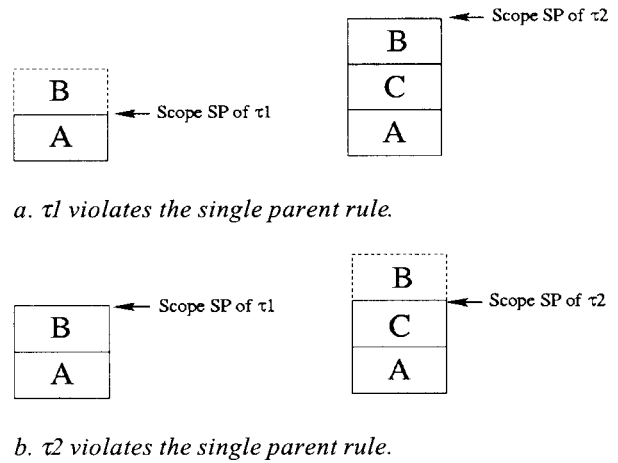 B
Scope SP of τ2
B
C
Scope SP of τ1
A
A
a. τ1 violates the single parent rule.
B
Scope SP of τ1
Scope SP of τ2
B
C
A
A
b. τ2 violates the single parent rule.